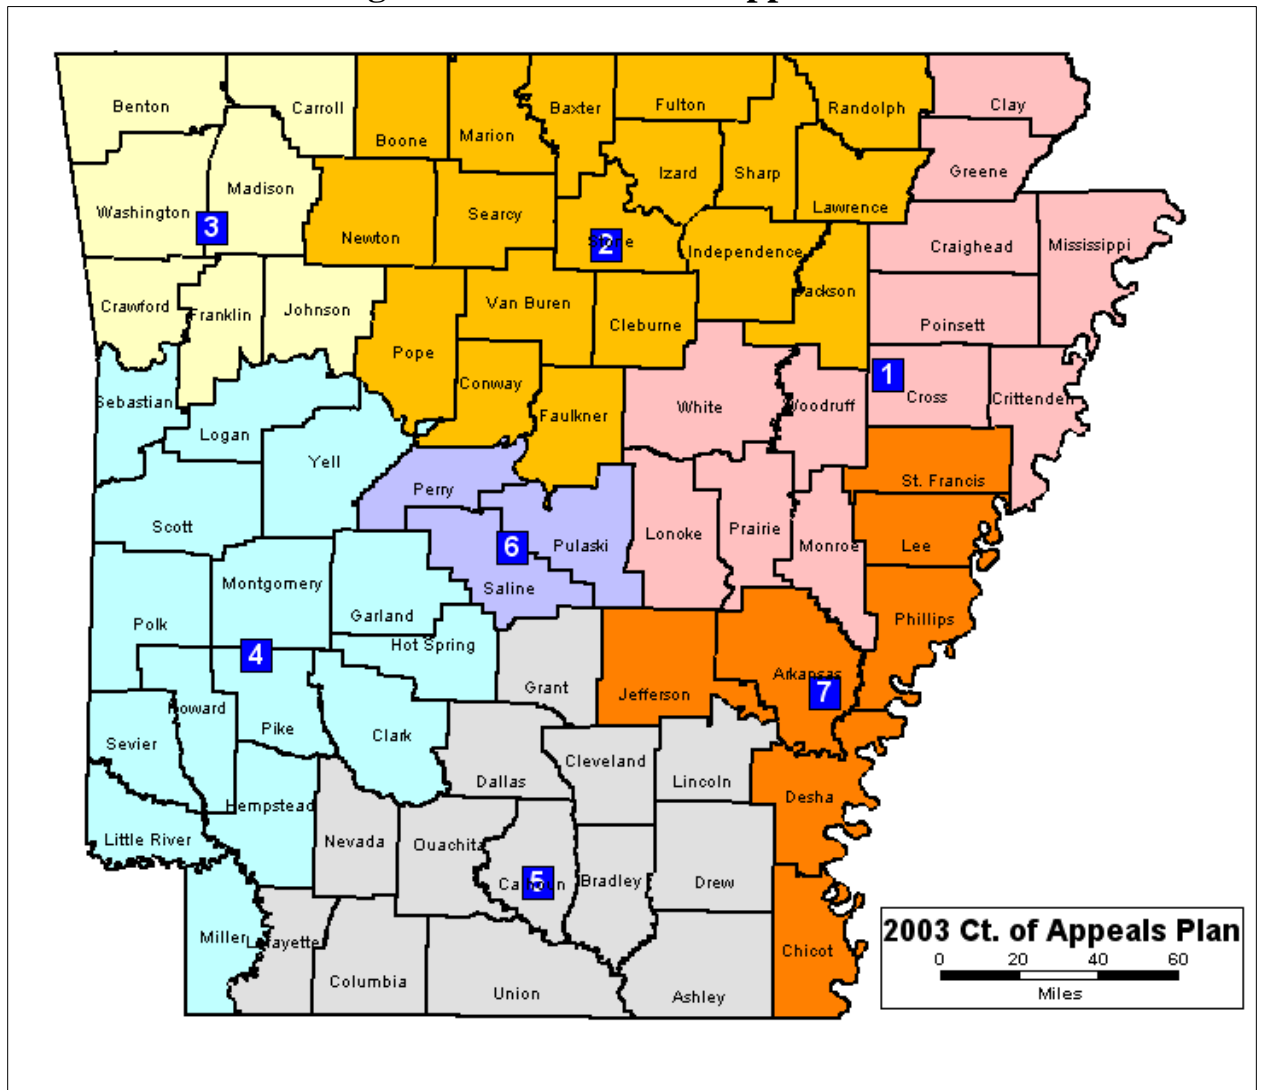 Benton
Carroll
Boone
Marion
Baxter
Fulton
Randolph
Clay
Washington
Madison
Newton
Searcy
Stone
Izard
Sharp
Lawrence
Greene
3
2
Independence
Jackson
Craighead
Mississippi
Crawford
Franklin
Johnson
Pope
Van Buren
Cleburne
Poinsett
Sebastian
Logan
Conway
Faulkner
White
Woodruff
1
Cross
Crittenden
Yell
Perry
St. Francis
Scott
6
Pulaski
Lonoke
Prairie
Monroe
Lee
Polk
Montgomery
Garland
Saline
Phillips
4
Hot Spring
Grant
Jefferson
Arkansas
7
Sevier
Howard
Pike
Clark
Dallas
Cleveland
Lincoln
Desha
Little River
Hempstead
Nevada
Ouachita
Calhoun
5
Bradley
Drew
Miller
Lafayette
Columbia
Union
Ashley
Chicot
2003 Ct. of Appeals Plan
0 20 40 60
Miles